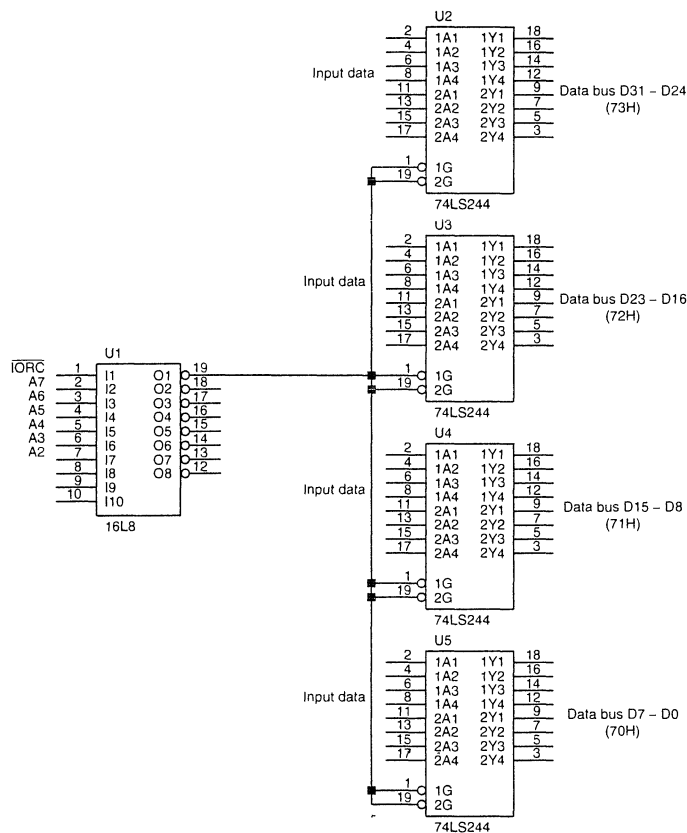 U2
2 1A1 1Y1 18
4 1A2 1Y2 16
6 1A3 1Y3 14
Input data 8 1A4 1Y4 12
11 2A1 2Y1 9 Data bus D31 – D24
13 2A2 2Y2 7 (73H)
15 2A3 2Y3 5
17 2A4 2Y4 3
1 1G
19 2G
74LS244
U3
2 1A1 1Y1 18
4 1A2 1Y2 16
6 1A3 1Y3 14
Input data 8 1A4 1Y4 12
11 2A1 2Y1 9 Data bus D23 – D16
13 2A2 2Y2 7 (72H)
15 2A3 2Y3 5
17 2A4 2Y4 3
1 1G
19 2G
74LS244
U1
IORC 1 I1 O1 19
A7 2 I2 O2 18
A6 3 I3 O3 17
A5 4 I4 O4 16
A4 5 I5 O5 15
A3 6 I6 O6 14
A2 7 I7 O7 13
8 I8 O8 12
9 I9
10 I10
16L8
U4
2 1A1 1Y1 18
4 1A2 1Y2 16
6 1A3 1Y3 14
Input data 8 1A4 1Y4 12
11 2A1 2Y1 9 Data bus D15 – D8
13 2A2 2Y2 7 (71H)
15 2A3 2Y3 5
17 2A4 2Y4 3
1 1G
19 2G
74LS244
U5
2 1A1 1Y1 18
4 1A2 1Y2 16
6 1A3 1Y3 14
Input data 8 1A4 1Y4 12
11 2A1 2Y1 9 Data bus D7 – D0
13 2A2 2Y2 7 (70H)
15 2A3 2Y3 5
17 2A4 2Y4 3
1 1G
19 2G
74LS244